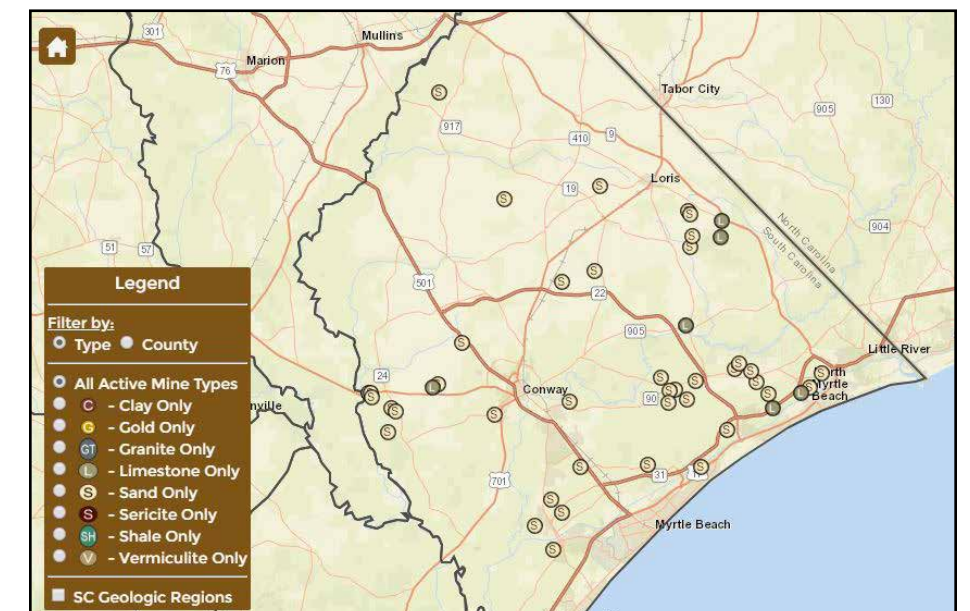 301
Mullins
Marion
76
Tabor City
S
917
905
130
410
9
Loris
19
S
S
S
S
L
904
S
S
L
North Carolina
South Carolina
51
57
501
S
S
22
905
L
Little River
S
24
S
L
Conway
90
Myrtle
Beach
S
S
S
S
S
S
S
S
L
L
S
S
701
S
S
31
S
S
S
S
S
Myrtle Beach
Legend
Filter by:
Type County
All Active Mine Types
C - Clay Only
G - Gold Only
GT - Granite Only
L - Limestone Only
S - Sand Only
S - Sericite Only
SH - Shale Only
V - Vermiculite Only
SC Geologic Regions